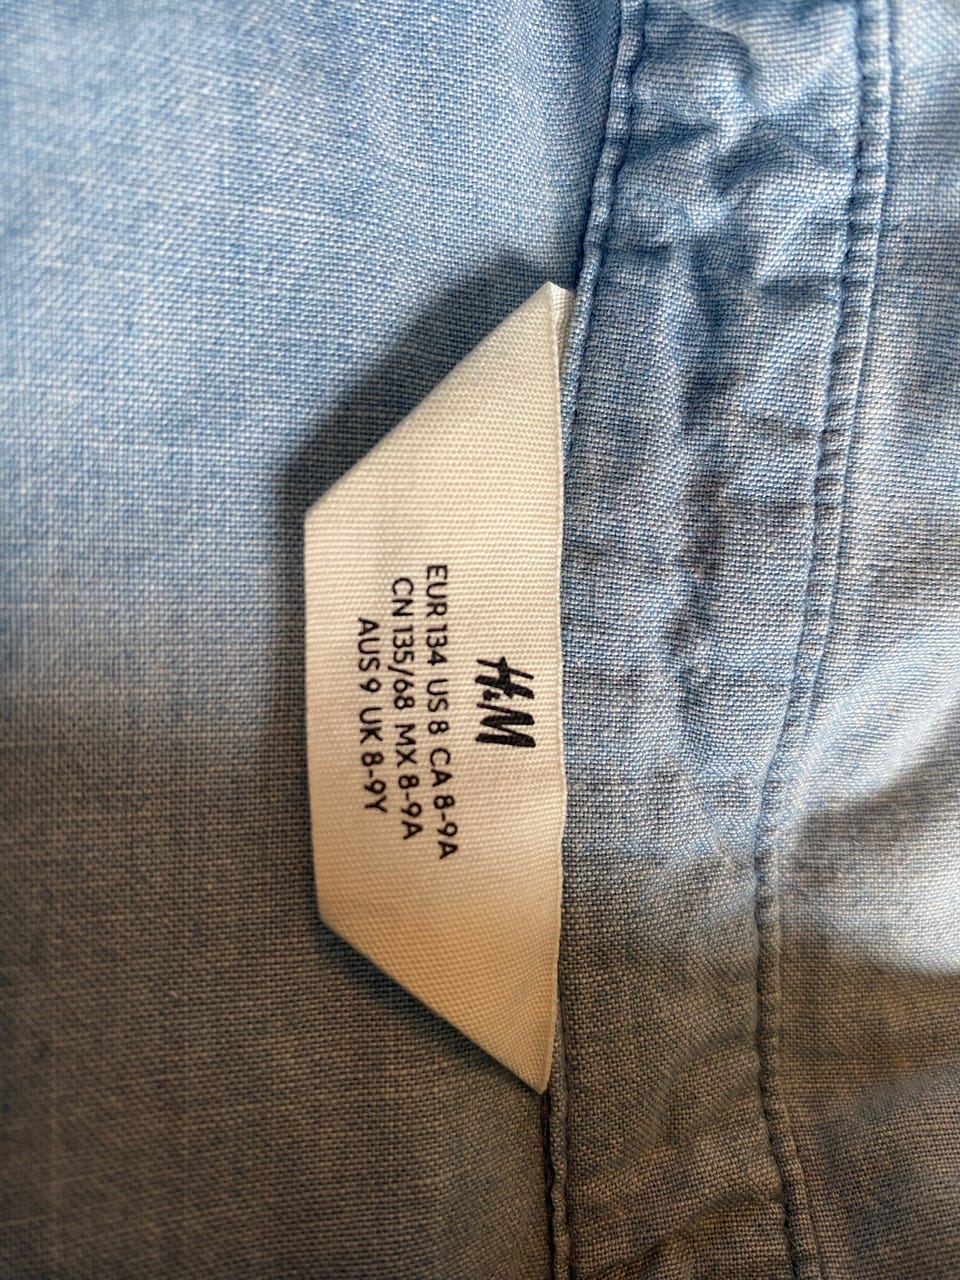 H&M
EUR 134 US 8 CA 8-9A
CN 135/68 MX 8-9A
AUS 9 UK 8-9Y